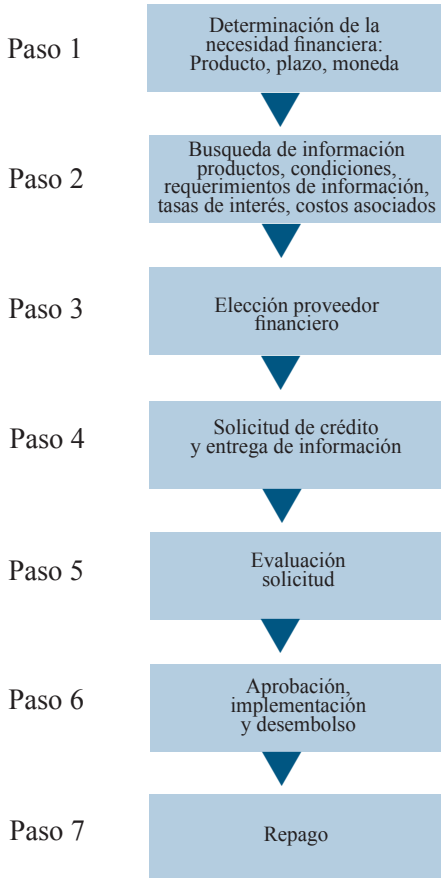 Paso 1
Determinación de la
necesidad financiera:
Producto, plazo, moneda
Paso 2
Busqueda de información
productos, condiciones,
requerimientos de información,
tasas de interés, costos asociados
Paso 3
Elección proveedor
financiero
Paso 4
Solicitud de crédito
y entrega de información
Paso 5
Evaluación
solicitud
Paso 6
Aprobación,
implementación
y desembolso
Paso 7
Repago